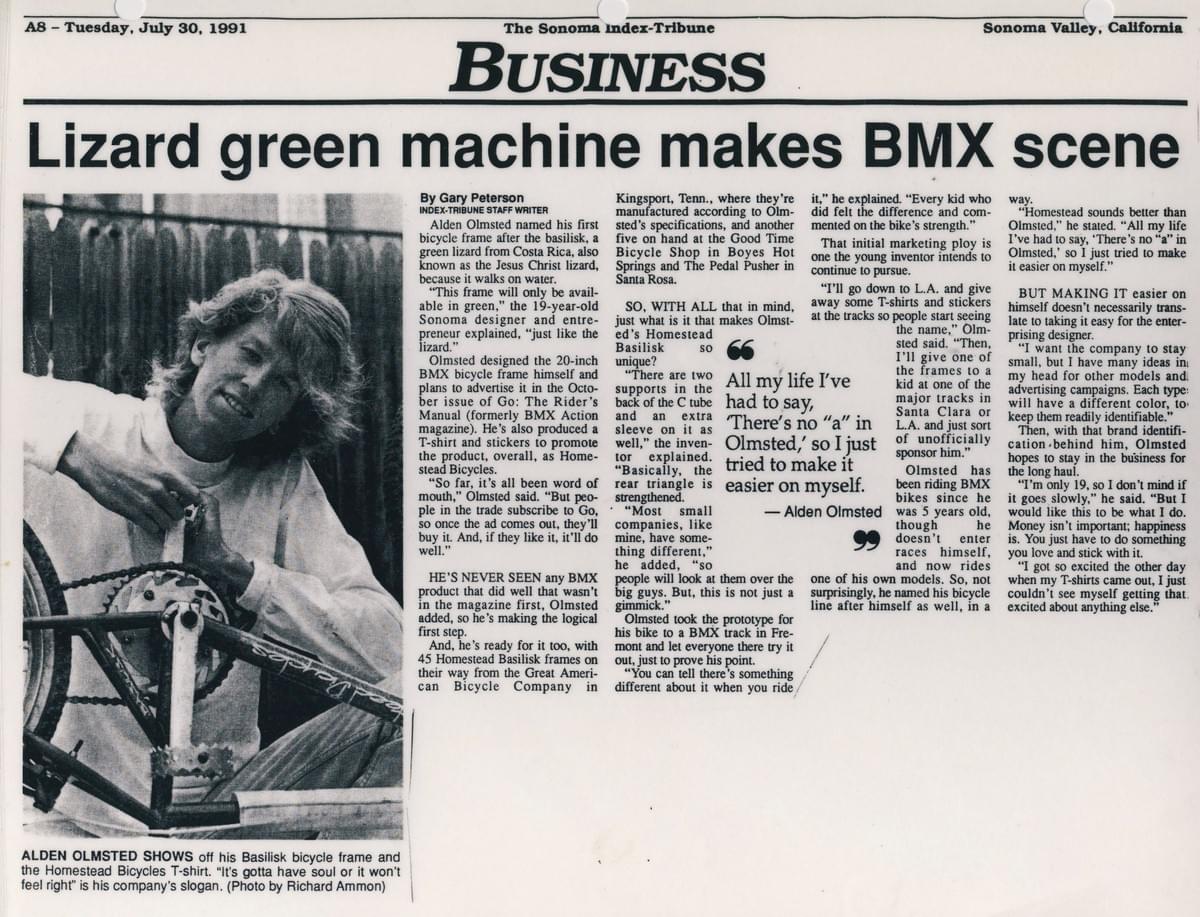 A8 – Tuesday, July 30, 1991
The Sonoma Index-Tribune
Sonoma Valley, California
BUSINESS
Lizard green machine makes BMX scene
By Gary Peterson
INDEX-TRIBUNE STAFF WRITER
Alden Olmsted named his first
bicycle frame after the basilisk, a
green lizard from Costa Rica, also
known as the Jesus Christ lizard,
because it walks on water.
"This frame will only be avail-
able in green," the 19-year-old
Sonoma designer and entre-
preneur explained, "just like the
lizard."
Olmsted designed the 20-inch
BMX bicycle frame himself and
plans to advertise it in the Octo-
ber issue of Go: The Rider's
Manual (formerly BMX Action
magazine). He's also produced a
T-shirt and stickers to promote
the product, overall, as Home-
stead Bicycles.
"So far, it's all been word of
mouth," Olmsted said. "But peo-
ple in the trade subscribe to Go,
so once the ad comes out, they'll
buy it. And, if they like it, it'll do
well."
HE'S NEVER SEEN any BMX
product that did well that wasn't
in the magazine first, Olmsted
added, so he's making the logical
first step.
And, he's ready for it too, with
45 Homestead Basilisk frames on
their way from the Great Ameri-
can Bicycle Company in
Kingsport, Tenn., where they're
manufactured according to Olm-
sted's specifications, and another
five on hand at the Good Time
Bicycle Shop in Boyes Hot
Springs and The Pedal Pusher in
Santa Rosa.
SO, WITH ALL that in mind,
just what is it that makes Olmst-
ed's Homestead
Basilisk so
unique?
"There are two
supports in the
back of the C tube
and an extra
sleeve on it as
well," the inven-
tor explained.
"Basically, the
rear triangle is
strengthened.
"Most small
companies, like
mine, have some-
thing different,"
he added, "so
people will look at them over the
big guys. But, this is not just a
gimmick."
Olmsted took the prototype for
his bike to a BMX track in Fre-
mont and let everyone there try it
out, just to prove his point.
"You can tell there's something
different about it when you ride
“
All my life I've
had to say,
'There's no "a" in
Olmsted,' so I just
tried to make it
easier on myself.
— Alden Olmsted
”
it," he explained. "Every kid who
did felt the difference and com-
mented on the bike's strength."
That initial marketing ploy is
one the young inventor intends to
continue to pursue.
"I'll go down to L.A. and give
away some T-shirts and stickers
at the tracks so people start seeing
the name," Olm-
sted said. "Then,
I'll give one of
the frames to a
kid at one of the
major tracks in
Santa Clara or
L.A. and just sort
of unofficially
sponsor him."
Olmsted has
been riding BMX
bikes since he
was 5 years old,
though he
doesn't enter
races himself,
and now rides
one of his own models. So, not
surprisingly, he named his bicycle
line after himself as well, in a
way.
"Homestead sounds better than
Olmsted," he stated. "All my life
I've had to say, 'There's no "a" in
Olmsted,' so I just tried to make
it easier on myself."
BUT MAKING IT easier on
himself doesn't necessarily trans-
late to taking it easy for the enter-
prising designer.
"I want the company to stay
small, but I have many ideas in
my head for other models and
advertising campaigns. Each type
will have a different color, to
keep them readily identifiable."
Then, with that brand identifi-
cation behind him, Olmsted
hopes to stay in the business for
the long haul.
"I'm only 19, so I don't mind if
it goes slowly," he said. "But I
would like this to be what I do.
Money isn't important; happiness
is. You just have to do something
you love and stick with it.
"I got so excited the other day
when my T-shirts came out, I just
couldn't see myself getting that
excited about anything else."
ALDEN OLMSTED SHOWS off his Basilisk bicycle frame and
the Homestead Bicycles T-shirt. "It's gotta have soul or it won't
feel right" is his company's slogan. (Photo by Richard Ammon)